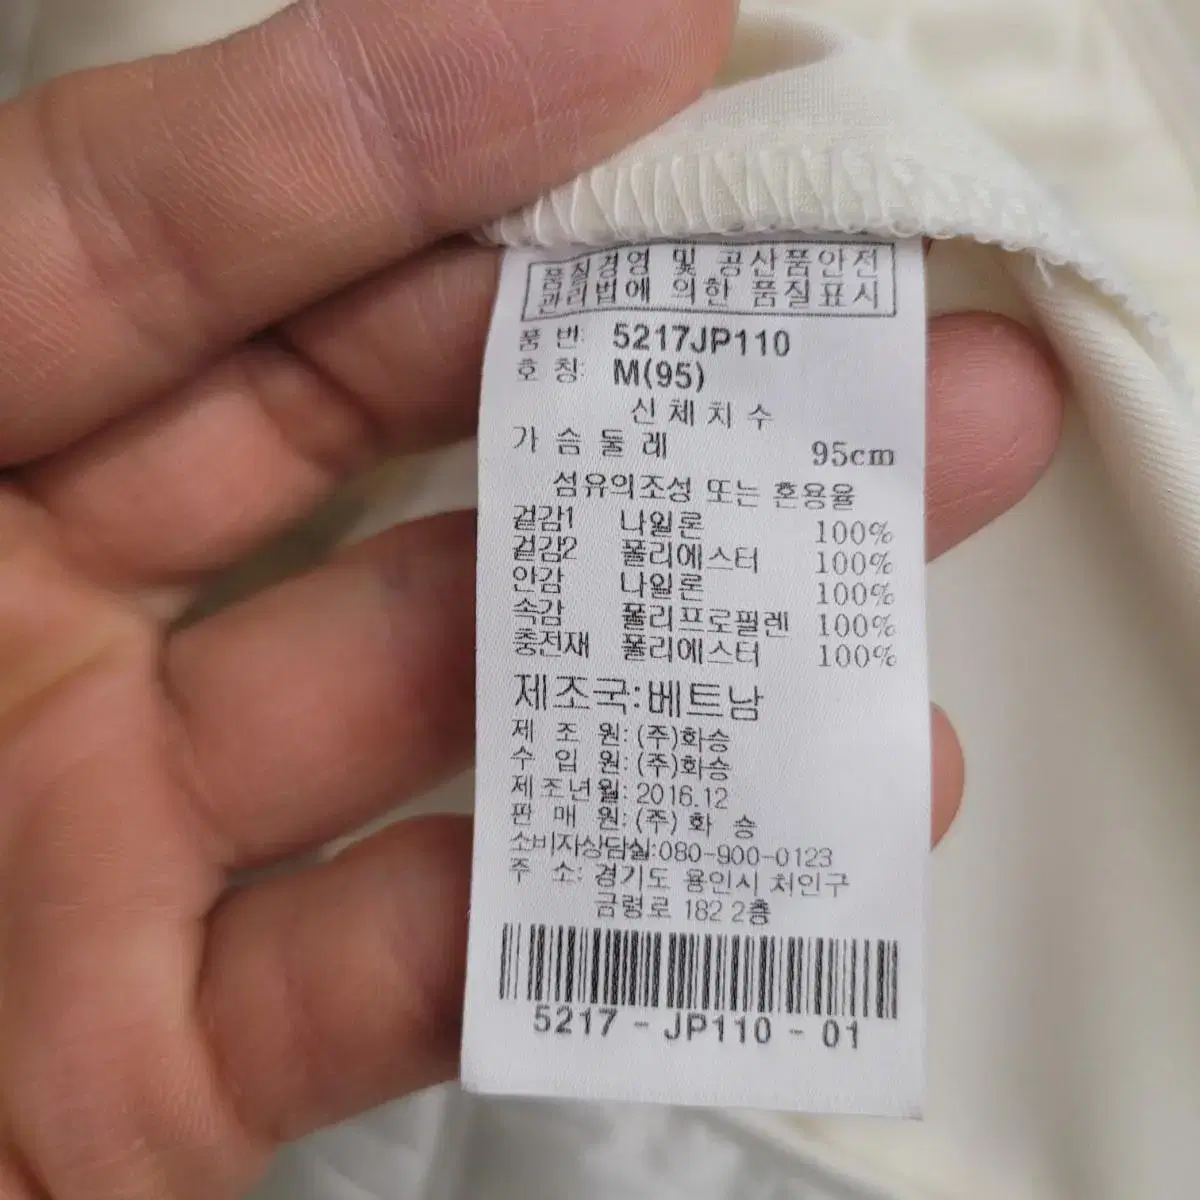 품질경영 및 공산품안전
관리법에 의한 품질표시
품 번: 5217JP110
호 칭: M(95)
신 체 치 수
가 슴 둘 레 95cm
섬유의조성 또는 혼용율
겉감1 나일론 100%
겉감2 폴리에스터 100%
안감 나일론 100%
속감 폴리프로필렌 100%
충전재 폴리에스터 100%
제조국:베트남
제 조 원: (주)화승
수 입 원: (주)화승
제조년월: 2016.12
판 매 원: (주) 화 승
소비자상담실:080-900-0123
주 소: 경기도 용인시 처인구
금령로 182 2층
5217 - JP110 - 01